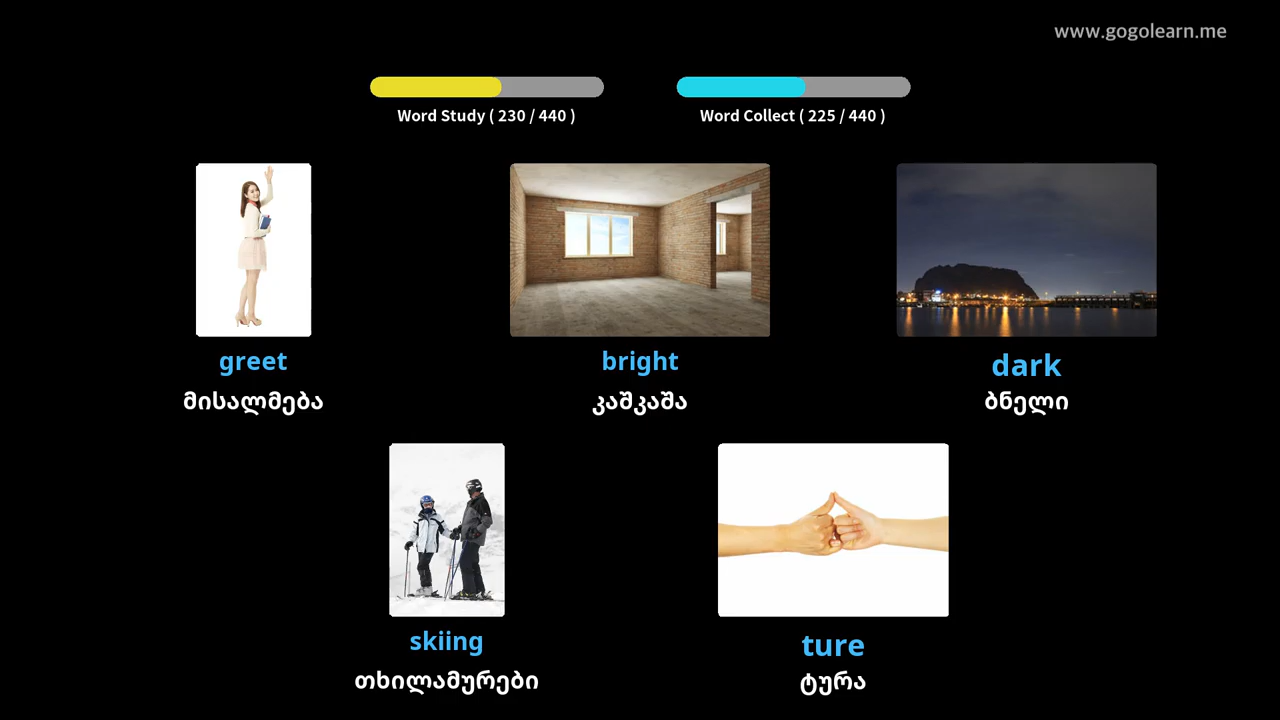 www.gogolearn.me
Word Study ( 230 / 440 )
Word Collect ( 225 / 440 )
greet
bright
dark
მისალმება
კაშკაშა
ბნელი
skiing
ture
თხილამურები
ტურა